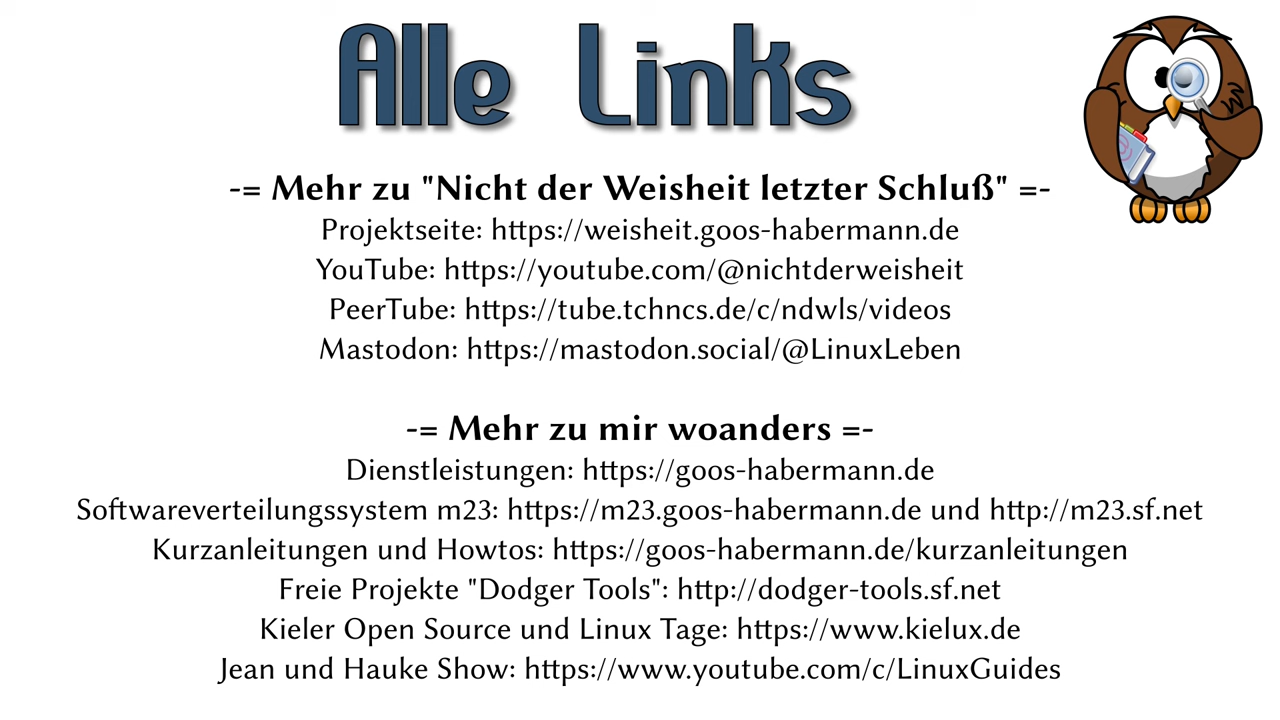 Alle Links
-= Mehr zu "Nicht der Weisheit letzter Schluß" =-
Projektseite: https://weisheit.goos-habermann.de
YouTube: https://youtube.com/@nichtderweisheit
PeerTube: https://tube.tchncs.de/c/ndwls/videos
Mastodon: https://mastodon.social/@LinuxLeben
-= Mehr zu mir woanders =-
Dienstleistungen: https://goos-habermann.de
Softwareverteilungssystem m23: https://m23.goos-habermann.de und http://m23.sf.net
Kurzanleitungen und Howtos: https://goos-habermann.de/kurzanleitungen
Freie Projekte "Dodger Tools": http://dodger-tools.sf.net
Kieler Open Source und Linux Tage: https://www.kielux.de
Jean und Hauke Show: https://www.youtube.com/c/LinuxGuides